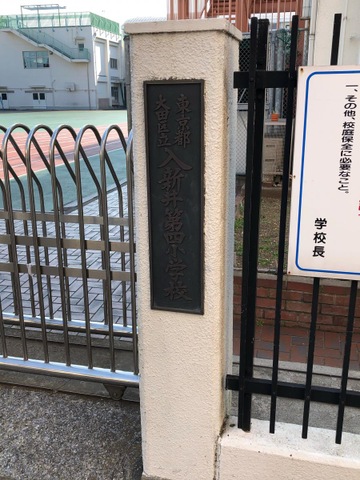 東京都
大田区立
入新井第四小学校
一、その他、校庭保全に必要なこと。
学校長